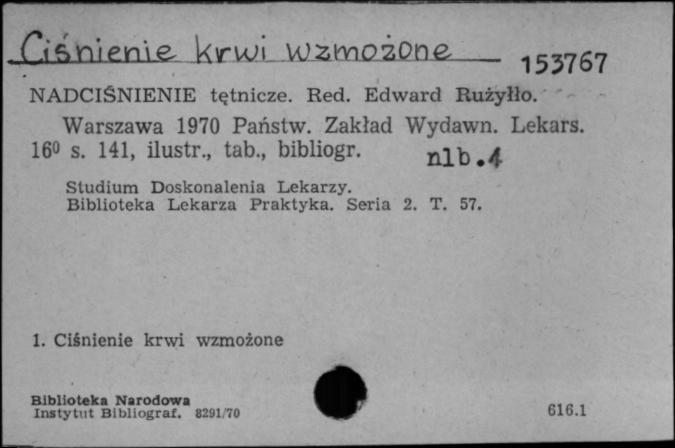 Ciśnienie krwi wzmożone
153767
NADCIŚNIENIE tętnicze. Red. Edward Rużyłło.
Warszawa 1970 Państw. Zakład Wydawn. Lekars.
16⁰ s. 141, ilustr., tab., bibliogr. nlb.4
Studium Doskonalenia Lekarzy.
Biblioteka Lekarza Praktyka. Seria 2. T. 57.
1. Ciśnienie krwi wzmożone
Biblioteka Narodowa
Instytut Bibliograf. 8291/70 616.1